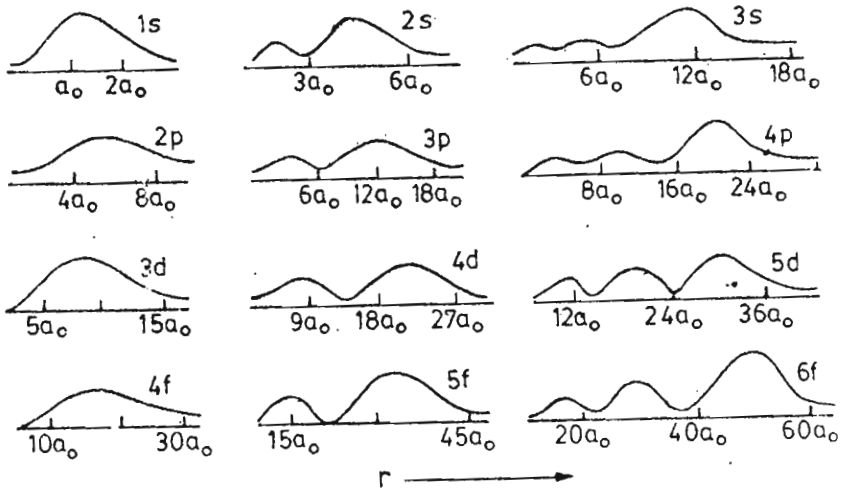 1s
a₀ 2a₀
2s
3a₀ 6a₀
3s
6a₀ 12a₀ 18a₀
2p
4a₀ 8a₀
3p
6a₀ 12a₀ 18a₀
4p
8a₀ 16a₀ 24a₀
3d
5a₀ 15a₀
4d
9a₀ 18a₀ 27a₀
5d
12a₀ 24a₀ 36a₀
4f
10a₀ 30a₀
5f
15a₀ 45a₀
6f
20a₀ 40a₀ 60a₀
r